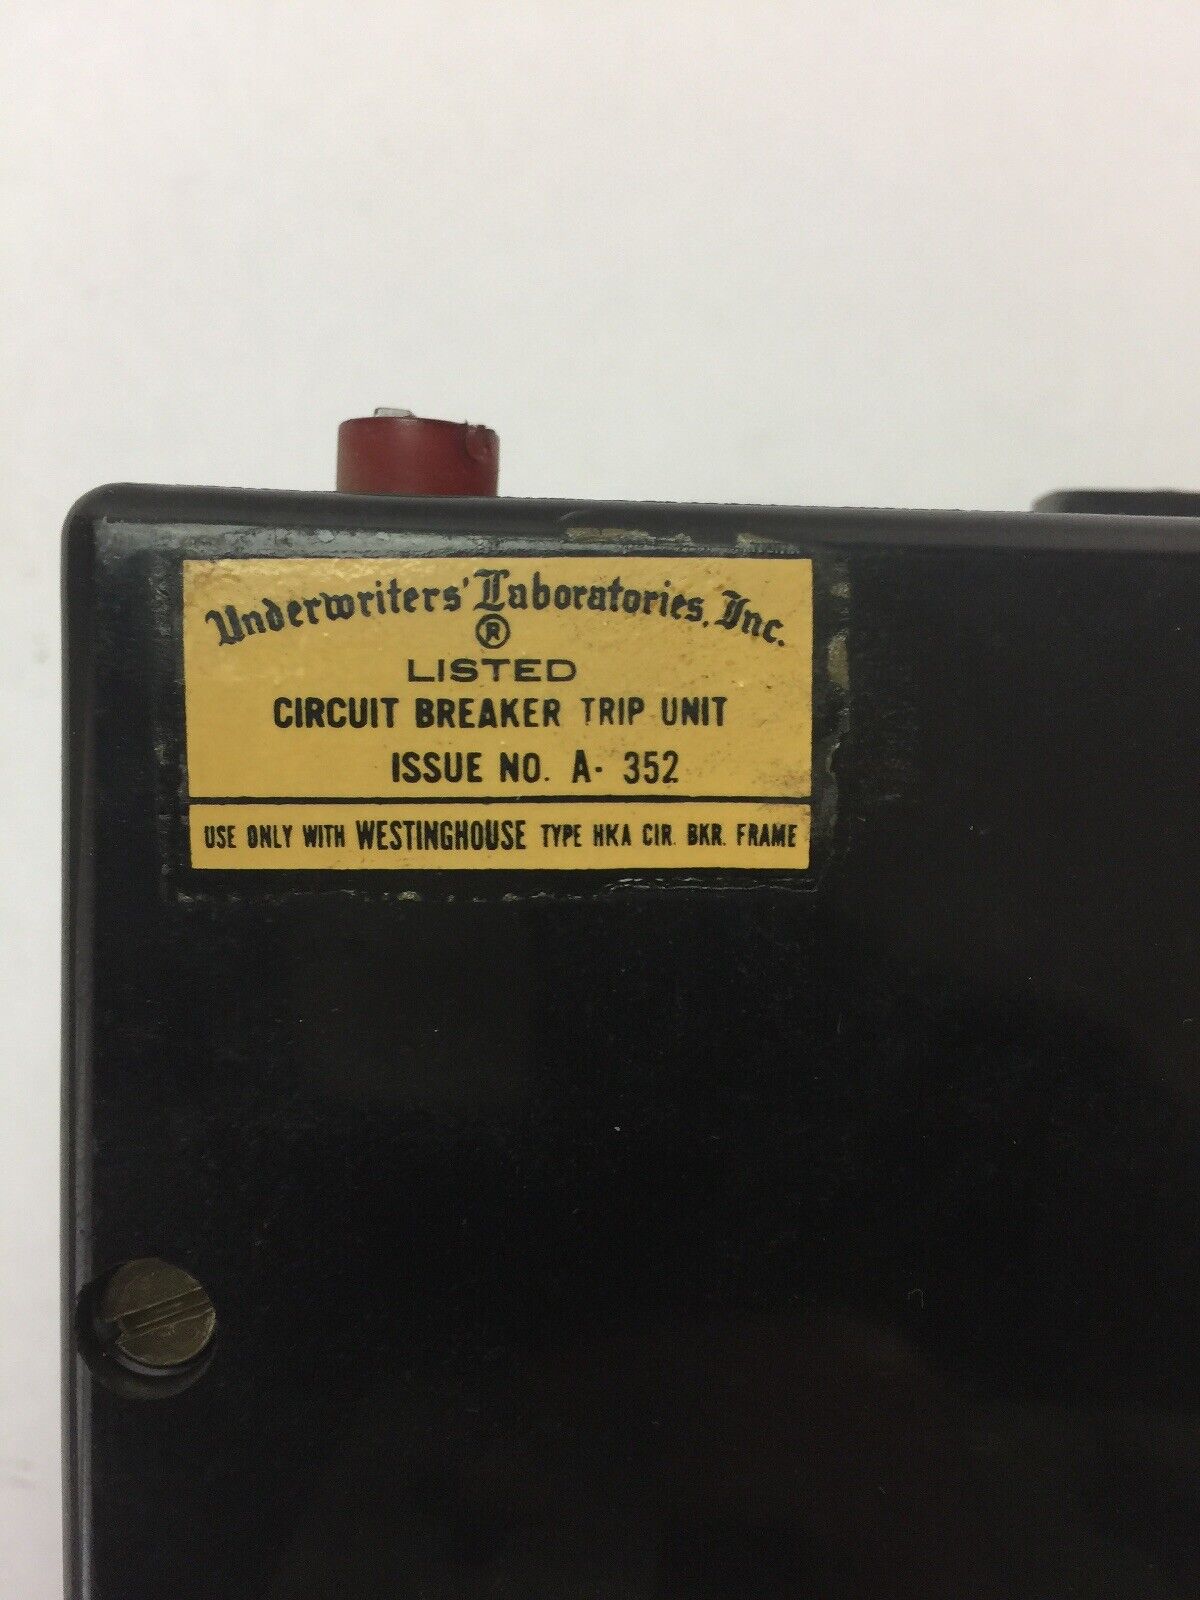 Underwriters' Laboratories, Inc.
®
LISTED
CIRCUIT BREAKER TRIP UNIT
ISSUE NO. A- 352
USE ONLY WITH WESTINGHOUSE TYPE HKA CIR. BKR. FRAME